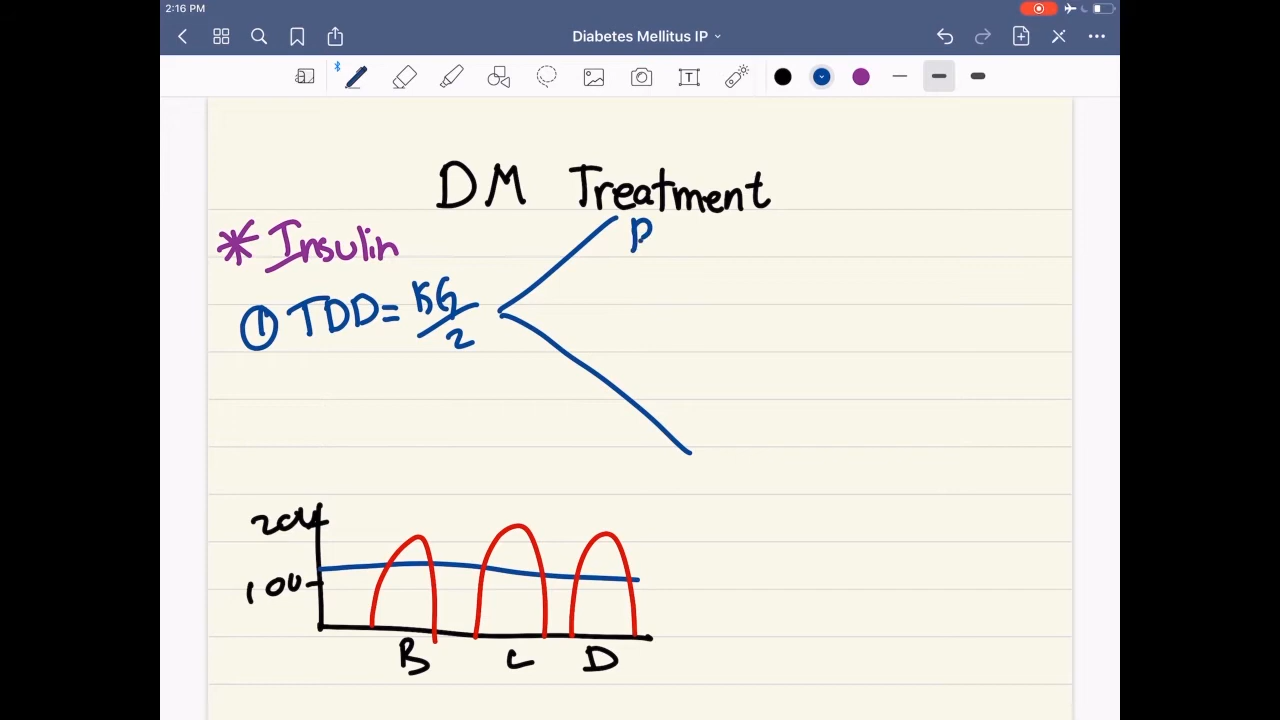 2:16 PM
Diabetes Mellitus IP
DM Treatment
* Insulin
① TDD = KG/2
P
200
100
B L D